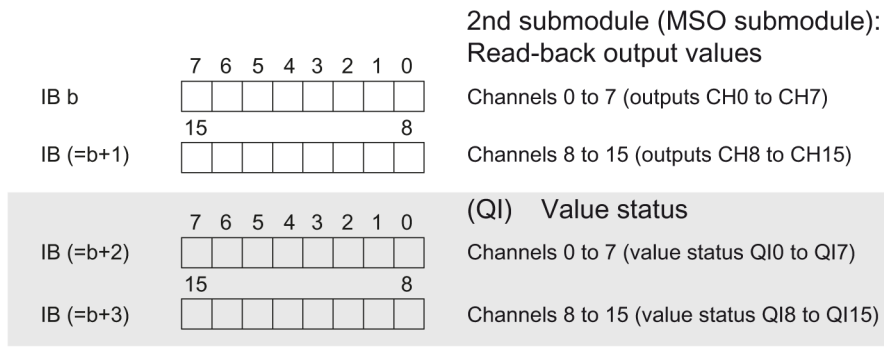 2nd submodule (MSO submodule):
Read-back output values
7 6 5 4 3 2 1 0
IB b Channels 0 to 7 (outputs CH0 to CH7)
15 8
IB (=b+1) Channels 8 to 15 (outputs CH8 to CH15)
(QI) Value status
7 6 5 4 3 2 1 0
IB (=b+2) Channels 0 to 7 (value status QI0 to QI7)
15 8
IB (=b+3) Channels 8 to 15 (value status QI8 to QI15)